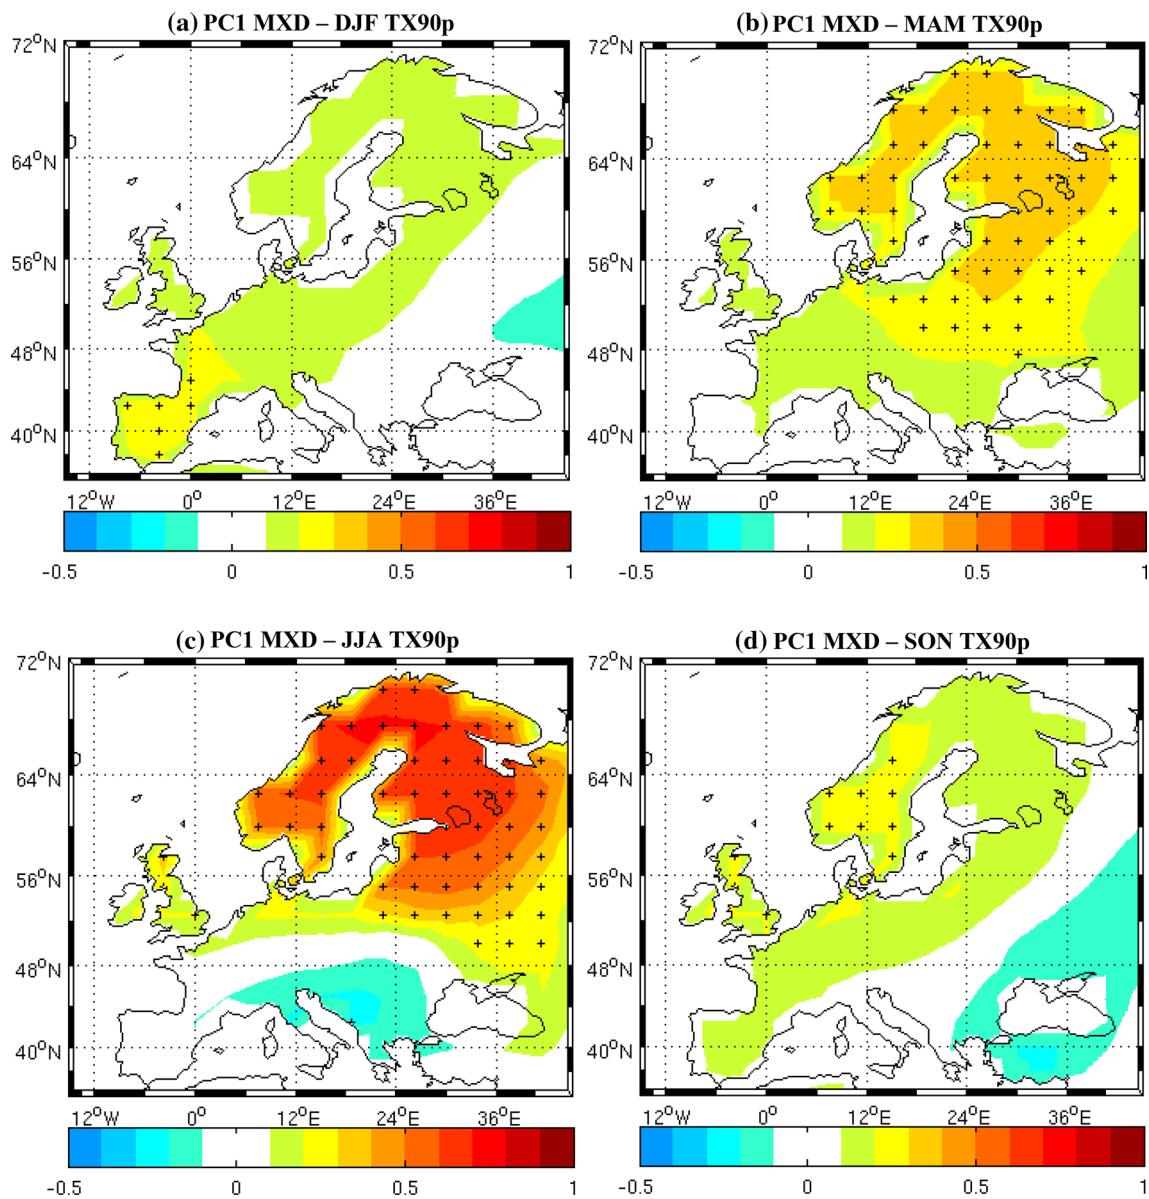 (a) PC1 MXD – DJF TX90p
72°N
64°N
56°N
48°N
40°N
12°W 0° 12°E 24°E 36°E
-0.5 0 0.5 1
(b) PC1 MXD – MAM TX90p
72°N
64°N
56°N
48°N
40°N
12°W 0° 12°E 24°E 36°E
-0.5 0 0.5 1
(c) PC1 MXD – JJA TX90p
72°N
64°N
56°N
48°N
40°N
12°W 0° 12°E 24°E 36°E
-0.5 0 0.5 1
(d) PC1 MXD – SON TX90p
72°N
64°N
56°N
48°N
40°N
12°W 0° 12°E 24°E 36°E
-0.5 0 0.5 1